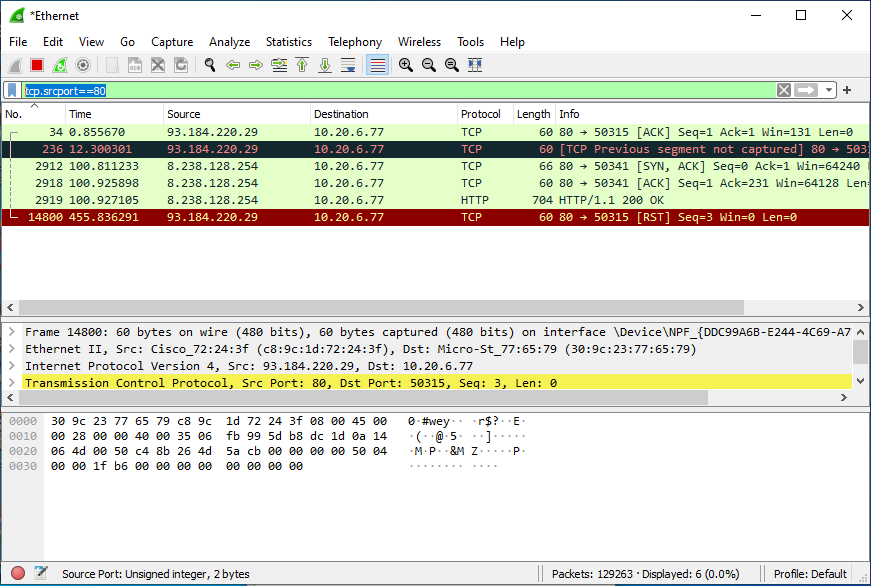 *Ethernet
File Edit View Go Capture Analyze Statistics Telephony Wireless Tools Help
tcp.srcport==80
No. Time Source Destination Protocol Length Info
34 0.855670 93.184.220.29 10.20.6.77 TCP 60 80 → 50315 [ACK] Seq=1 Ack=1 Win=131 Len=0
236 12.300301 93.184.220.29 10.20.6.77 TCP 60 [TCP Previous segment not captured] 80 → 503
2912 100.811233 8.238.128.254 10.20.6.77 TCP 66 80 → 50341 [SYN, ACK] Seq=0 Ack=1 Win=64240
2918 100.925898 8.238.128.254 10.20.6.77 TCP 60 80 → 50341 [ACK] Seq=1 Ack=231 Win=64128 Len=
2919 100.927105 8.238.128.254 10.20.6.77 HTTP 704 HTTP/1.1 200 OK
14800 455.836291 93.184.220.29 10.20.6.77 TCP 60 80 → 50315 [RST] Seq=3 Win=0 Len=0
Frame 14800: 60 bytes on wire (480 bits), 60 bytes captured (480 bits) on interface \Device\NPF_{DDC99A6B-E244-4C69-A7
Ethernet II, Src: Cisco_72:24:3f (c8:9c:1d:72:24:3f), Dst: Micro-St_77:65:79 (30:9c:23:77:65:79)
Internet Protocol Version 4, Src: 93.184.220.29, Dst: 10.20.6.77
Transmission Control Protocol, Src Port: 80, Dst Port: 50315, Seq: 3, Len: 0
0000 30 9c 23 77 65 79 c8 9c 1d 72 24 3f 08 00 45 00 0·#wey·· ·r$?··E·
0010 00 28 00 00 40 00 35 06 fb 99 5d b8 dc 1d 0a 14 ·(··@·5· ··]·····
0020 06 4d 00 50 c4 8b 26 4d 5a cb 00 00 00 00 50 04 ·M·P··&M Z·····P·
0030 00 00 1f b6 00 00 00 00 00 00 00 00 ········ ····
Source Port: Unsigned integer, 2 bytes Packets: 129263 · Displayed: 6 (0.0%) Profile: Default